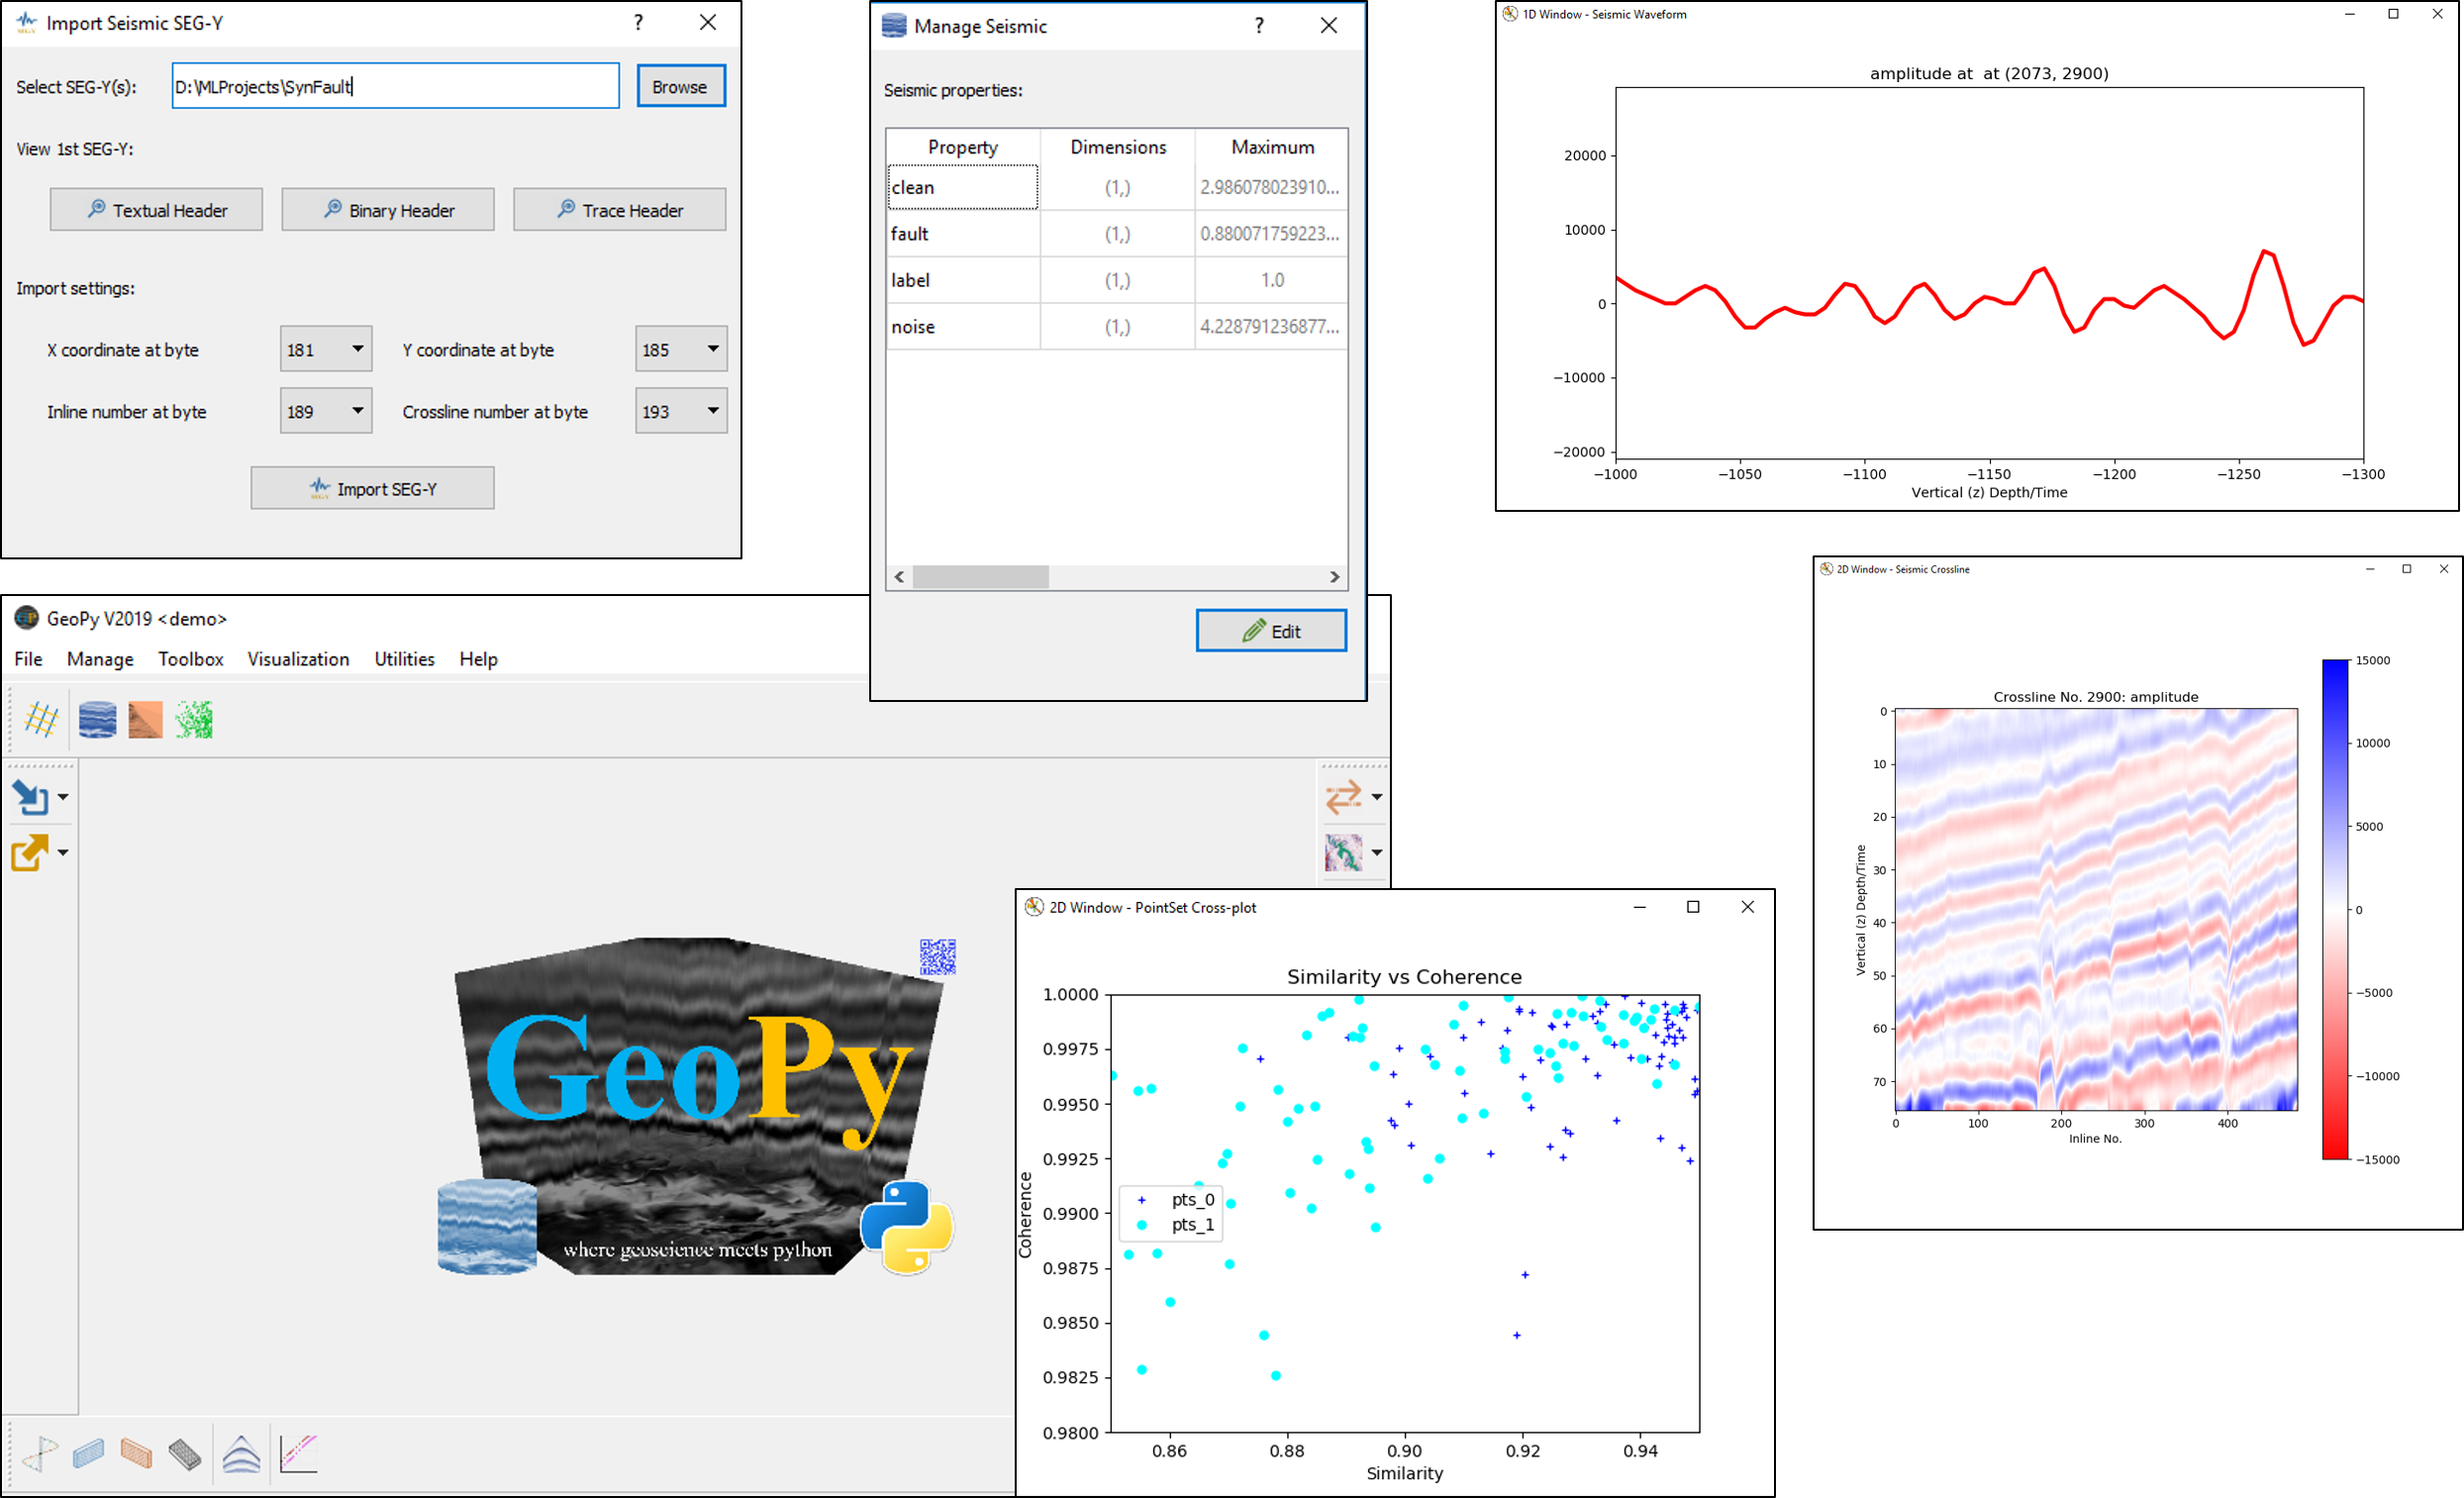 Import Seismic SEG-Y
Select SEG-Y(s): D:\MLProjects\SynFault Browse
View 1st SEG-Y:
Textual Header Binary Header Trace Header
Import settings:
X coordinate at byte 181 Y coordinate at byte 185
Inline number at byte 189 Crossline number at byte 193
Import SEG-Y
Manage Seismic
Seismic properties:
Property Dimensions Maximum
clean (1,) 2.986078023910...
fault (1,) 0.880071759223...
label (1,) 1.0
noise (1,) 4.228791236877...
Edit
1D Window - Seismic Waveform
amplitude at  at (2073, 2900)
20000
10000
0
−10000
−20000
−1000 −1050 −1100 −1150 −1200 −1250 −1300
Vertical (z) Depth/Time
GeoPy V2019 <demo>
File Manage Toolbox Visualization Utilities Help
GeoPy
where geoscience meets python
2D Window - PointSet Cross-plot
Similarity vs Coherence
Coherence
1.0000
0.9975
0.9950
0.9925
0.9900
0.9875
0.9850
0.9825
0.9800
pts_0
pts_1
0.86 0.88 0.90 0.92 0.94
Similarity
2D Window - Seismic Crossline
Crossline No. 2900: amplitude
Vertical (z) Depth/Time
0
10
20
30
40
50
60
70
0 100 200 300 400
Inline No.
15000
10000
5000
0
−5000
−10000
−15000